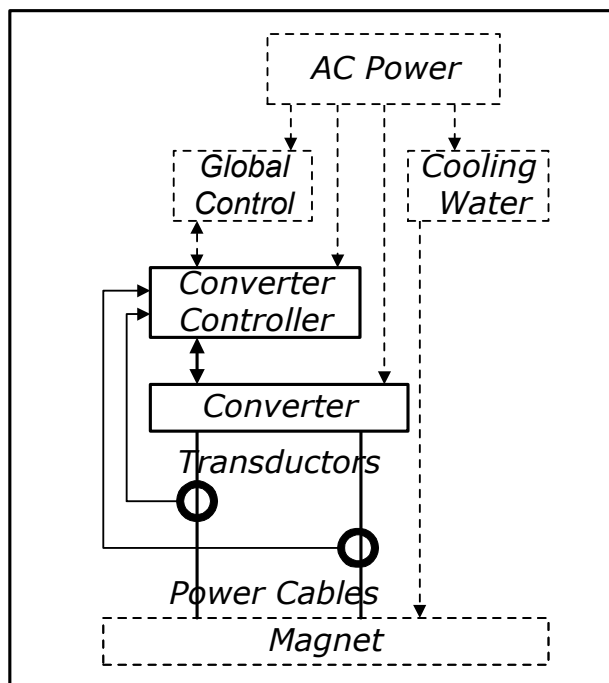 AC Power
Global
Control
Cooling
Water
Converter
Controller
Converter
Transductors
Power Cables
Magnet